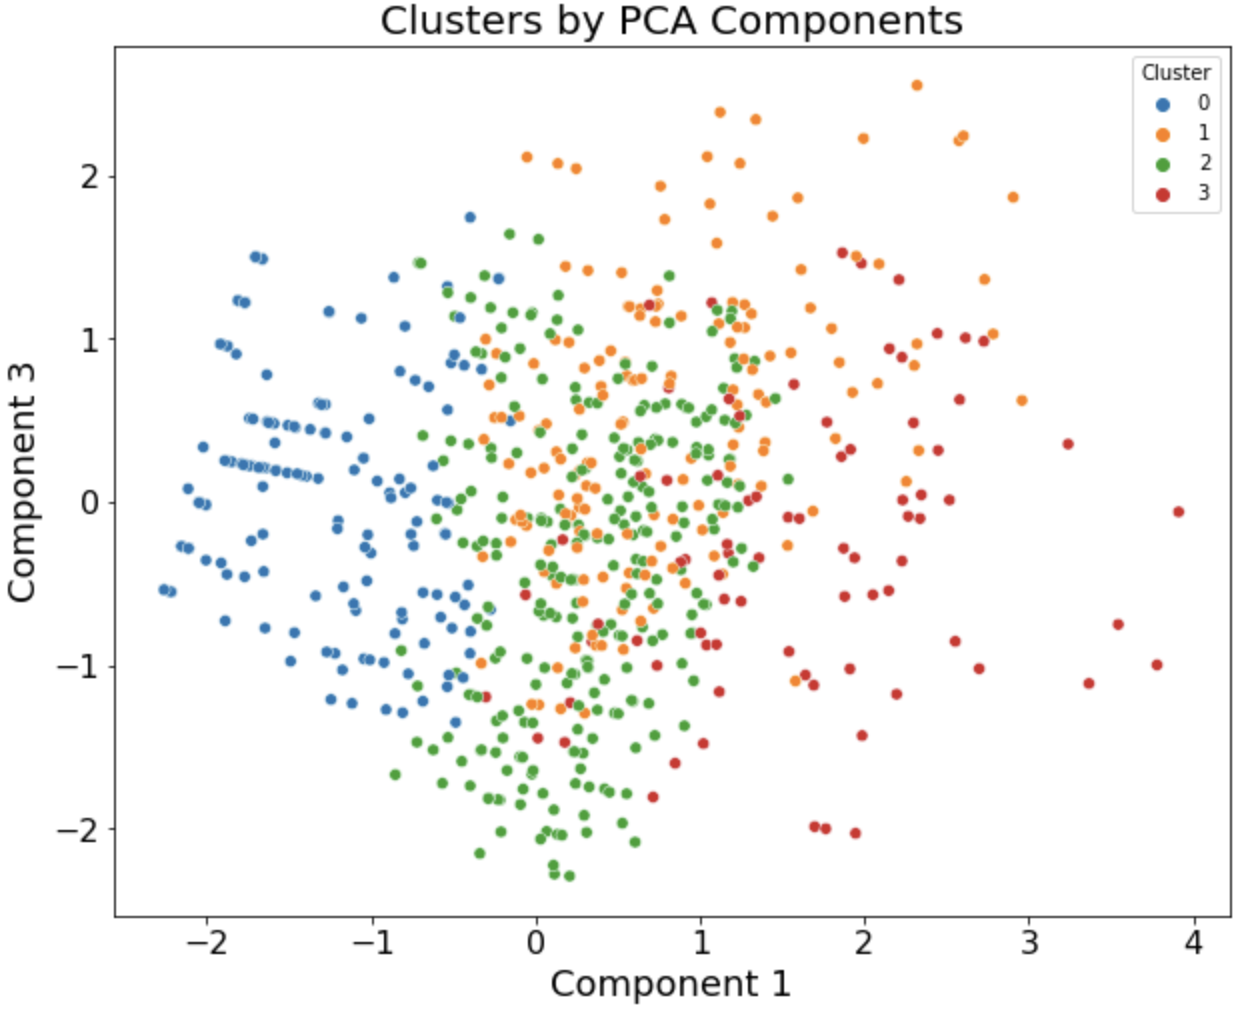 Clusters by PCA Components
Cluster
0
1
2
3
2
1
0
−1
−2
Component 3
−2 −1 0 1 2 3 4
Component 1